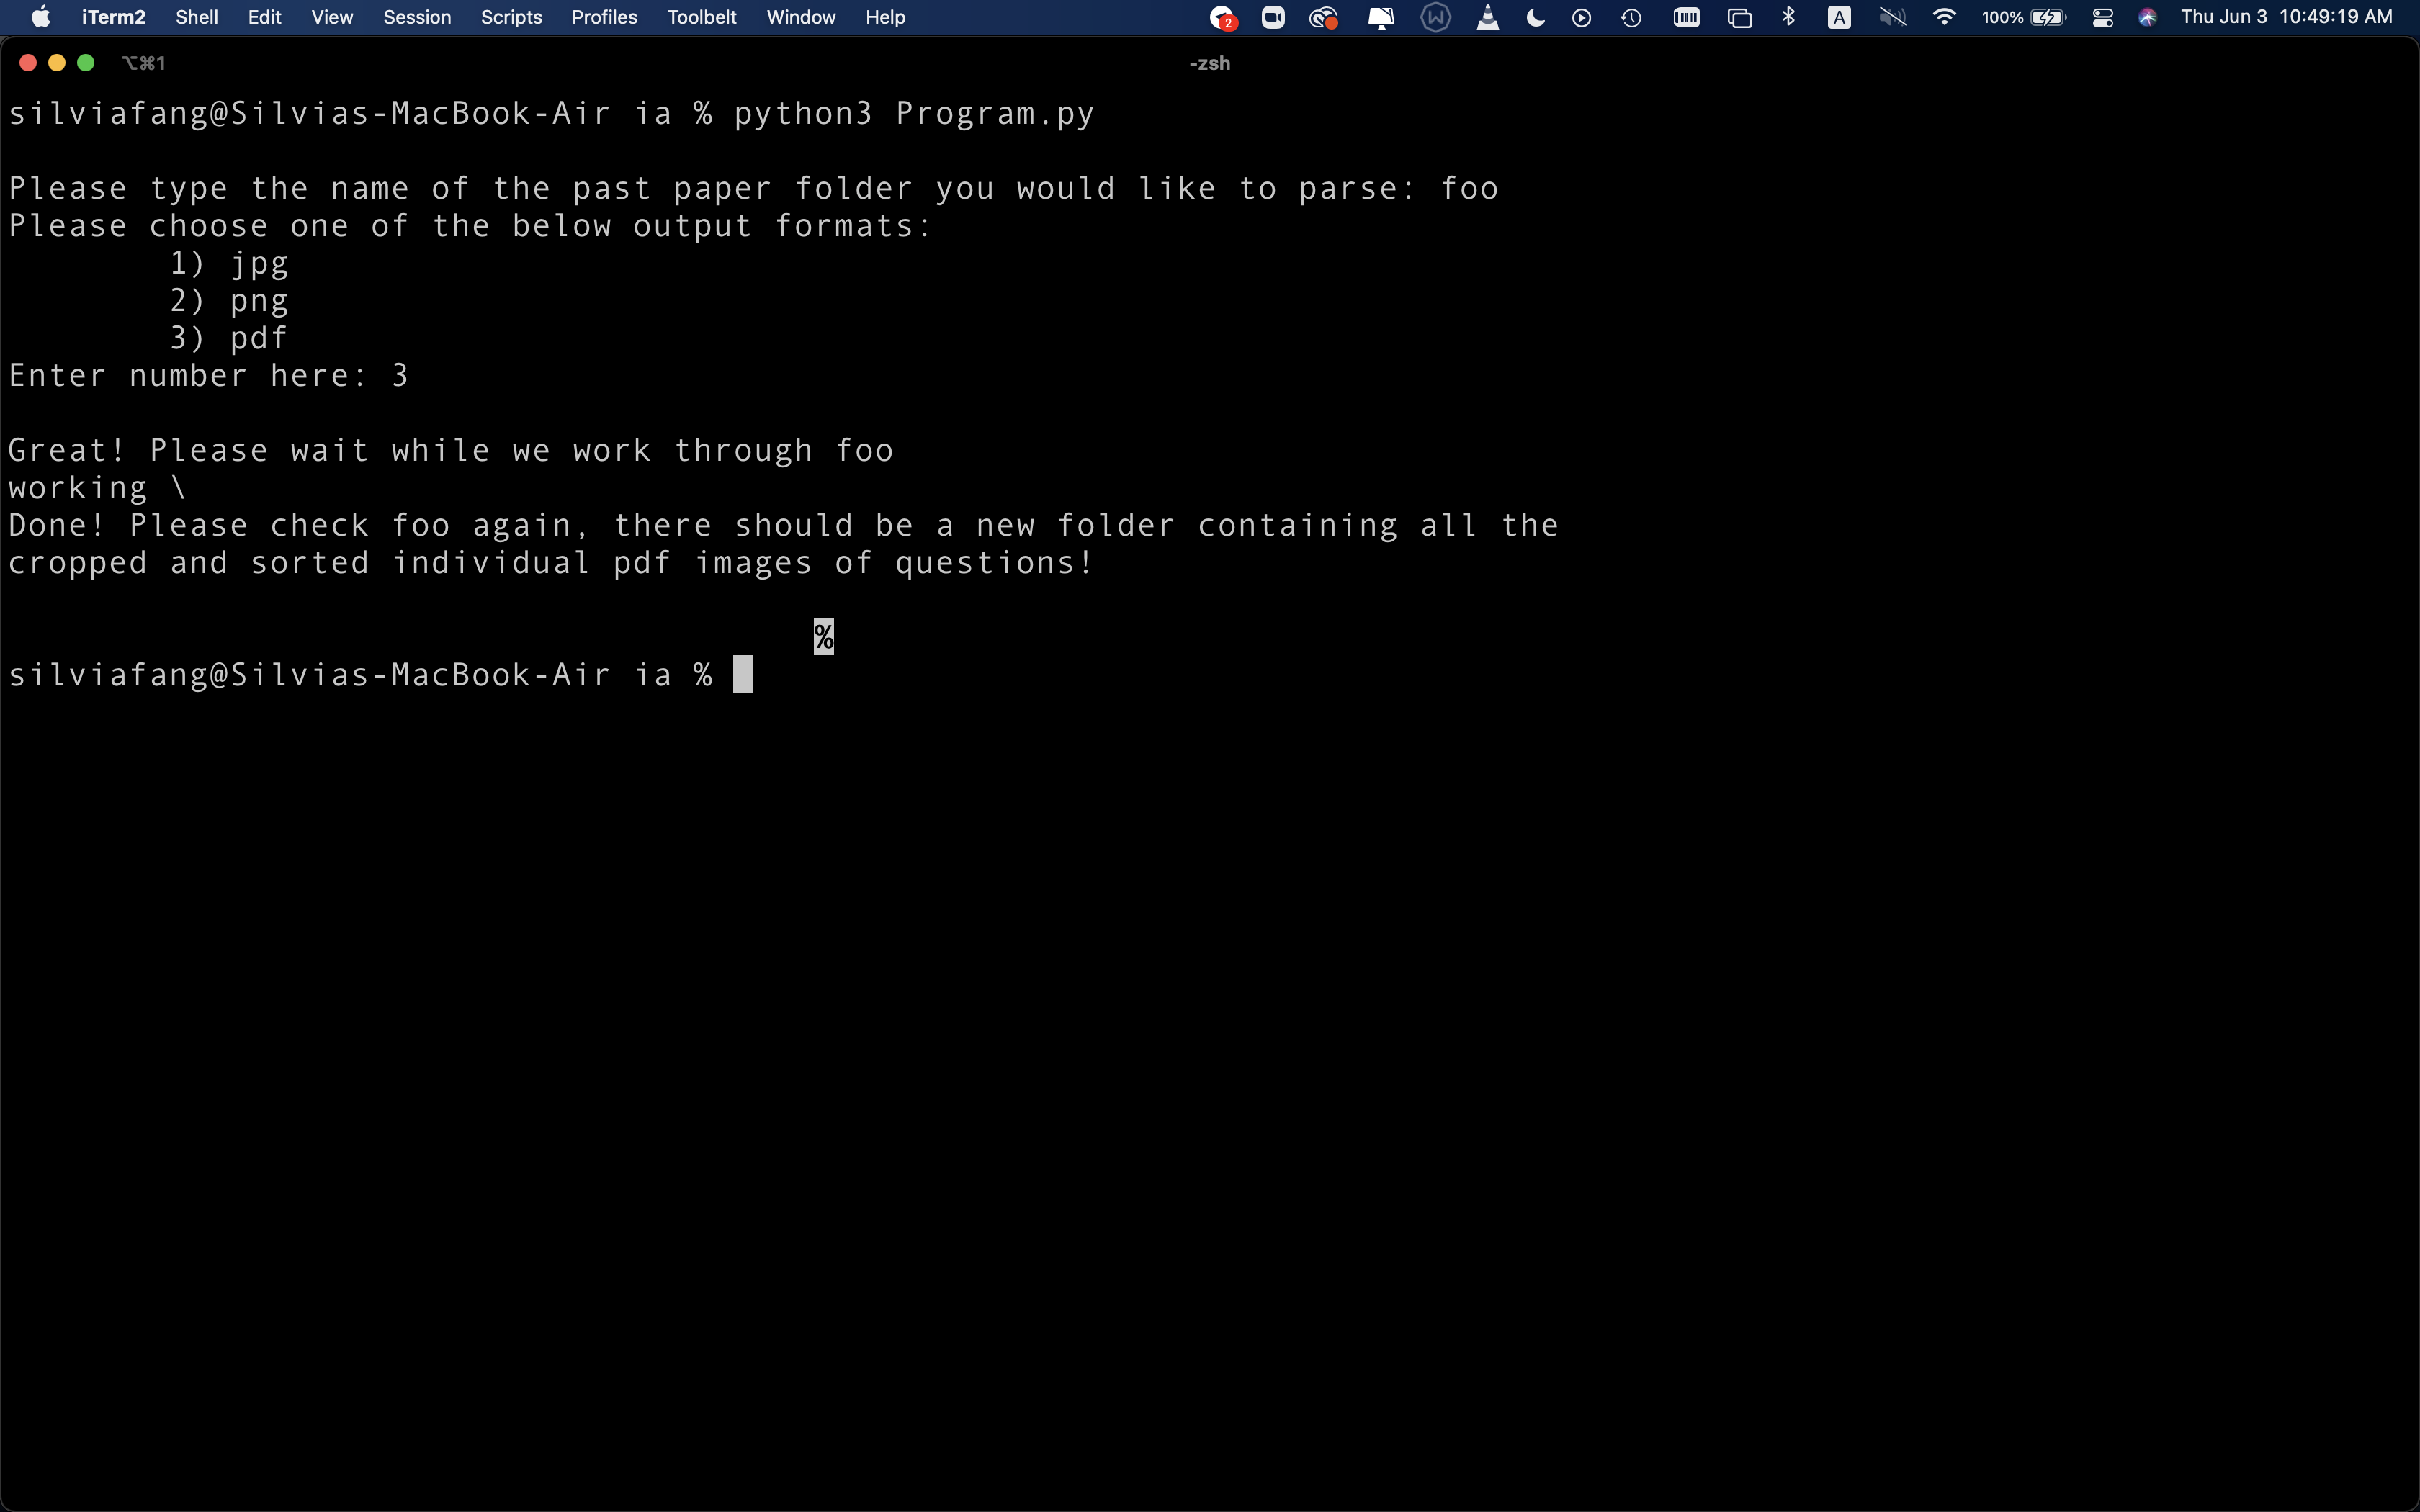 iTerm2 Shell Edit View Session Scripts Profiles Toolbelt Window Help 2 A 100% Thu Jun 3 10:49:19 AM
⌥⌘1 -zsh
silviafang@Silvias-MacBook-Air ia % python3 Program.py
Please type the name of the past paper folder you would like to parse: foo
Please choose one of the below output formats:
1) jpg
2) png
3) pdf
Enter number here: 3
Great! Please wait while we work through foo
working \
Done! Please check foo again, there should be a new folder containing all the
cropped and sorted individual pdf images of questions!
%
silviafang@Silvias-MacBook-Air ia %